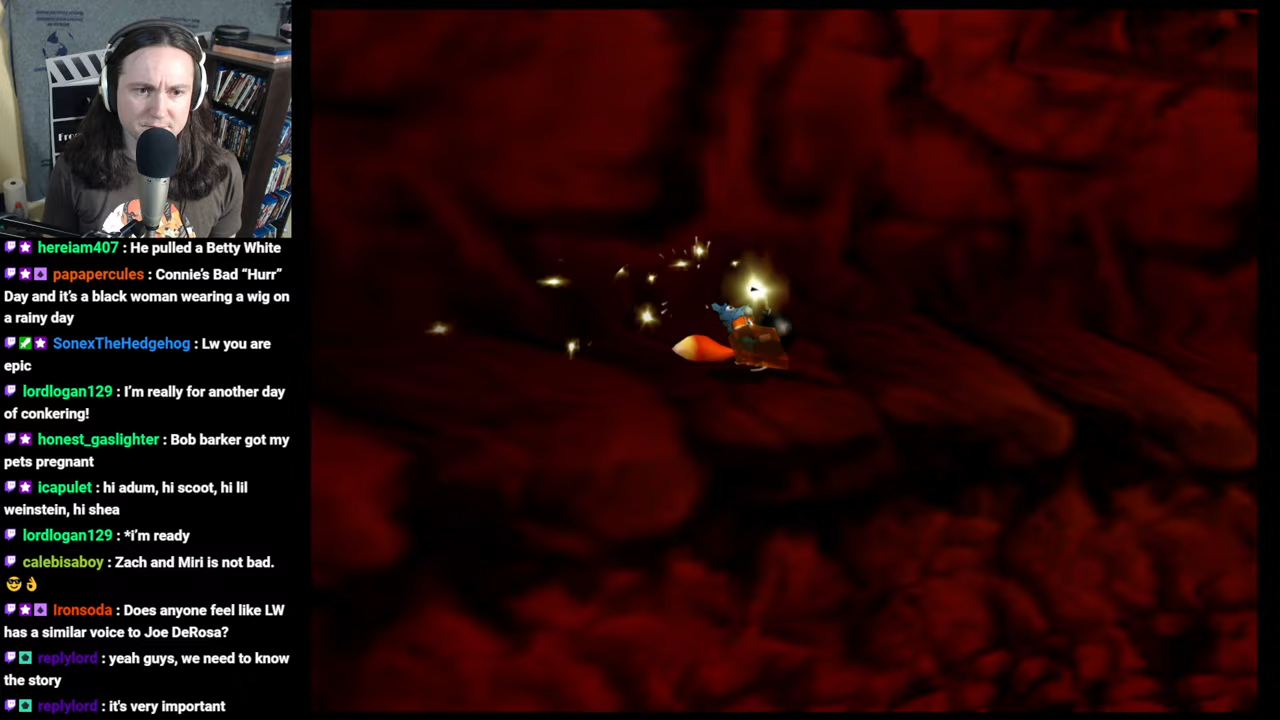 hereiam407 : He pulled a Betty White
papapercules : Connie's Bad “Hurr”
Day and it's a black woman wearing a wig on
a rainy day
SonexTheHedgehog : Lw you are
epic
lordlogan129 : I'm really for another day
of conkering!
honest_gaslighter : Bob barker got my
pets pregnant
icapulet : hi adum, hi scoot, hi lil
weinstein, hi shea
lordlogan129 : *i'm ready
calebisaboy : Zach and Miri is not bad.
😎👌
Ironsoda : Does anyone feel like LW
has a similar voice to Joe DeRosa?
replylord : yeah guys, we need to know
the story
replylord : it's very important